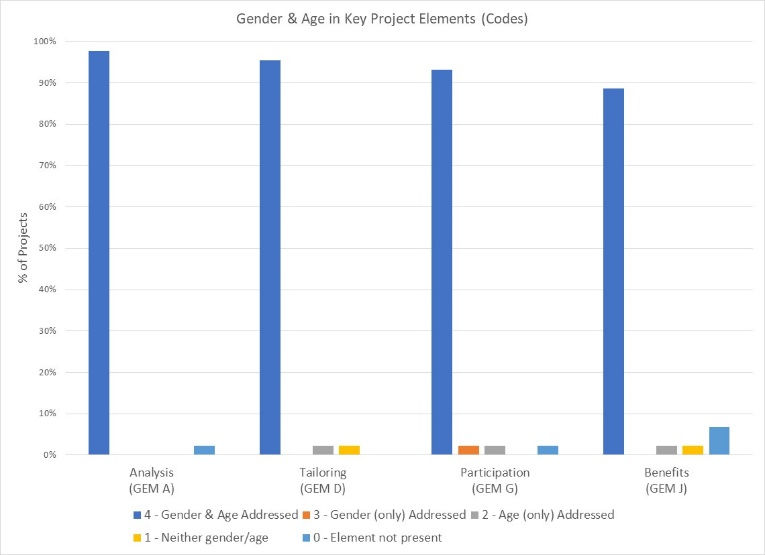 Gender & Age in Key Project Elements (Codes)
100%
90%
80%
70%
60%
50%
40%
30%
20%
10%
0%
% of Projects
Analysis
(GEM A)
Tailoring
(GEM D)
Participation
(GEM G)
Benefits
(GEM J)
4 - Gender & Age Addressed
3 - Gender (only) Addressed
2 - Age (only) Addressed
1 - Neither gender/age
0 - Element not present